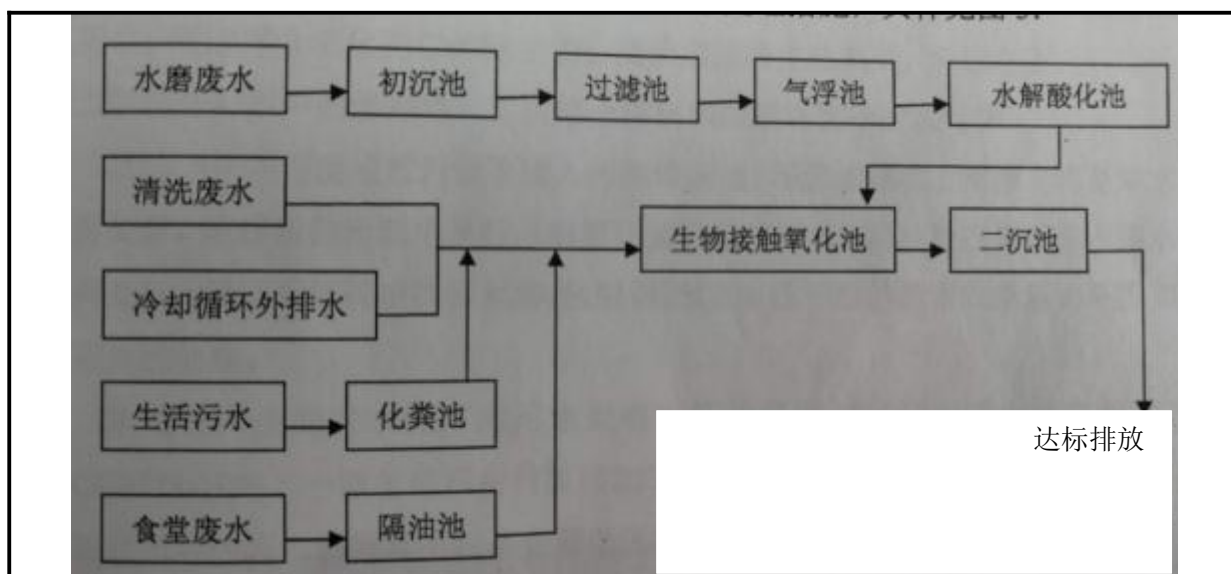 水磨废水
初沉池
过滤池
气浮池
水解酸化池
清洗废水
生物接触氧化池
二沉池
冷却循环外排水
生活污水
化粪池
达标排放
食堂废水
隔油池